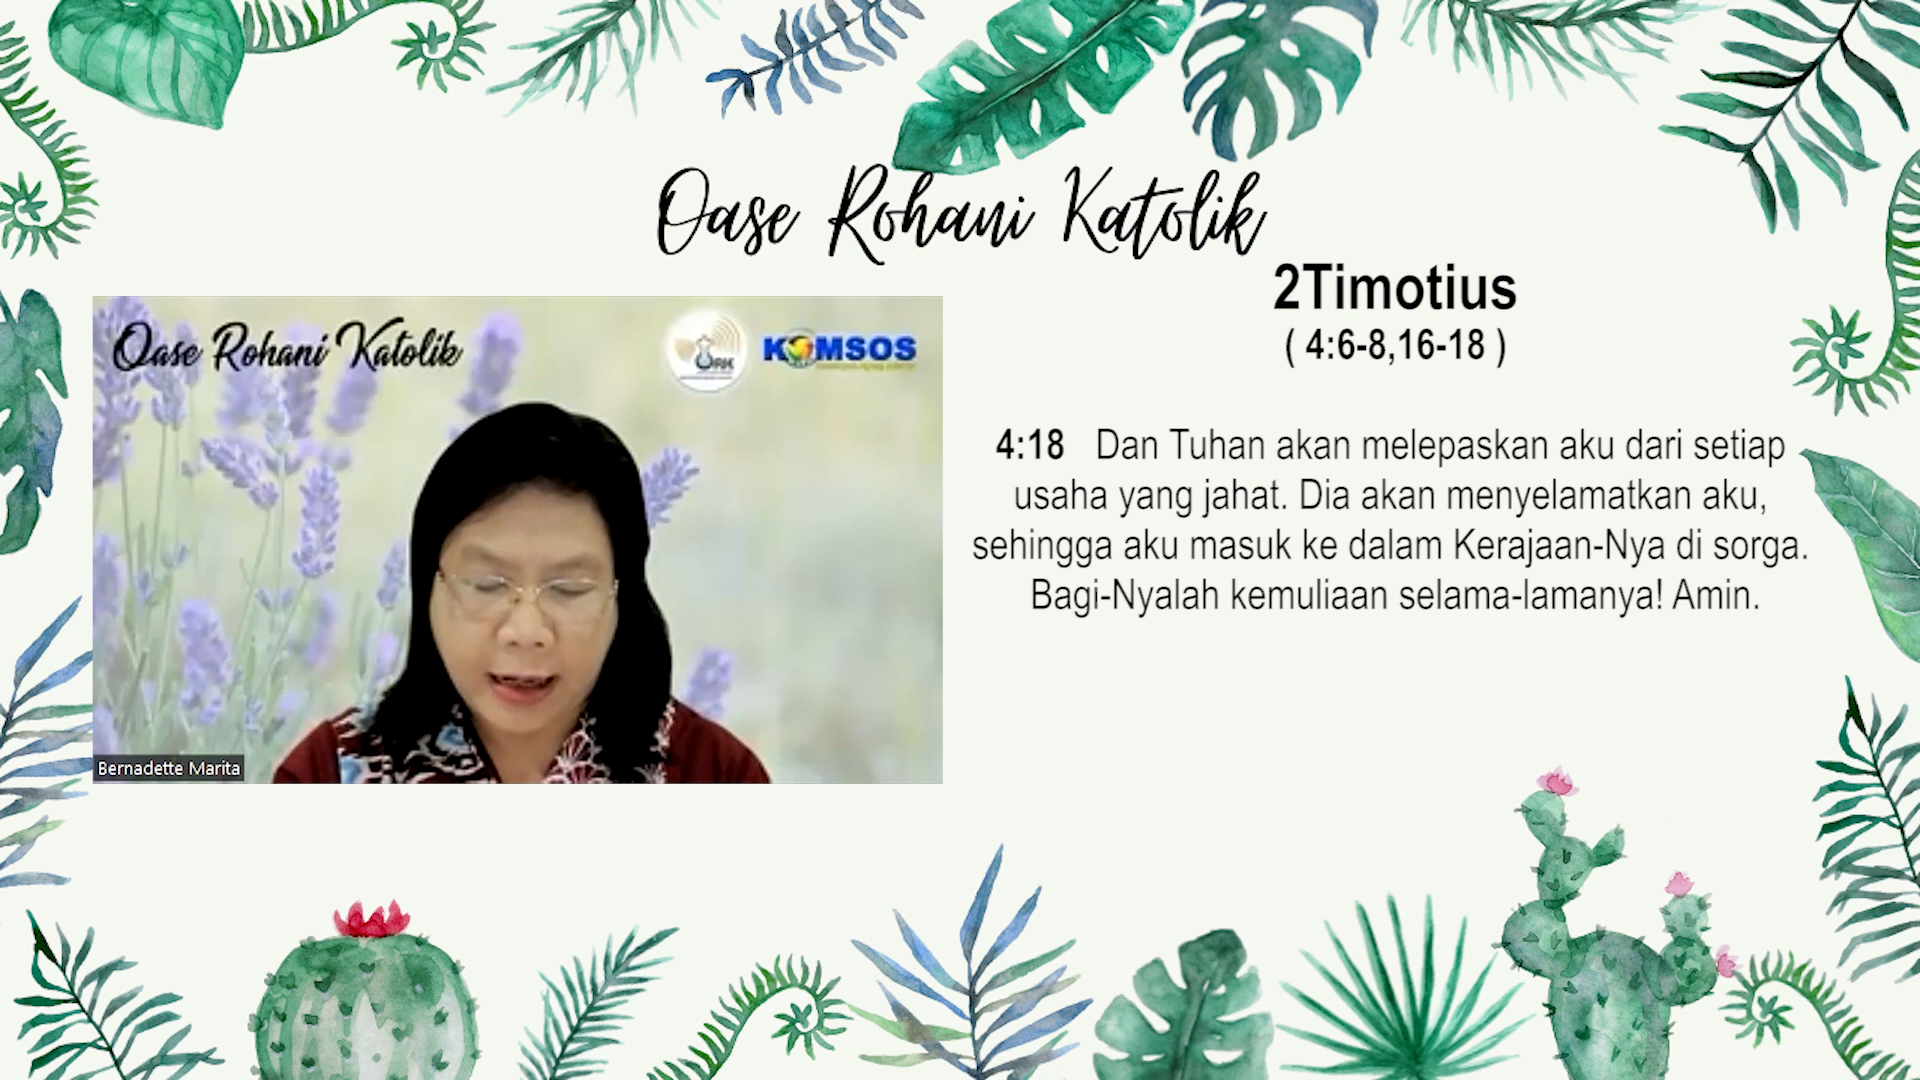 Oase Rohani Katolik
2Timotius
( 4:6-8,16-18 )
Oase Rohani Katolik
KOMSOS
4:18 Dan Tuhan akan melepaskan aku dari setiap
usaha yang jahat. Dia akan menyelamatkan aku,
sehingga aku masuk ke dalam Kerajaan-Nya di sorga.
Bagi-Nyalah kemuliaan selama-lamanya! Amin.
Bernadette Marita